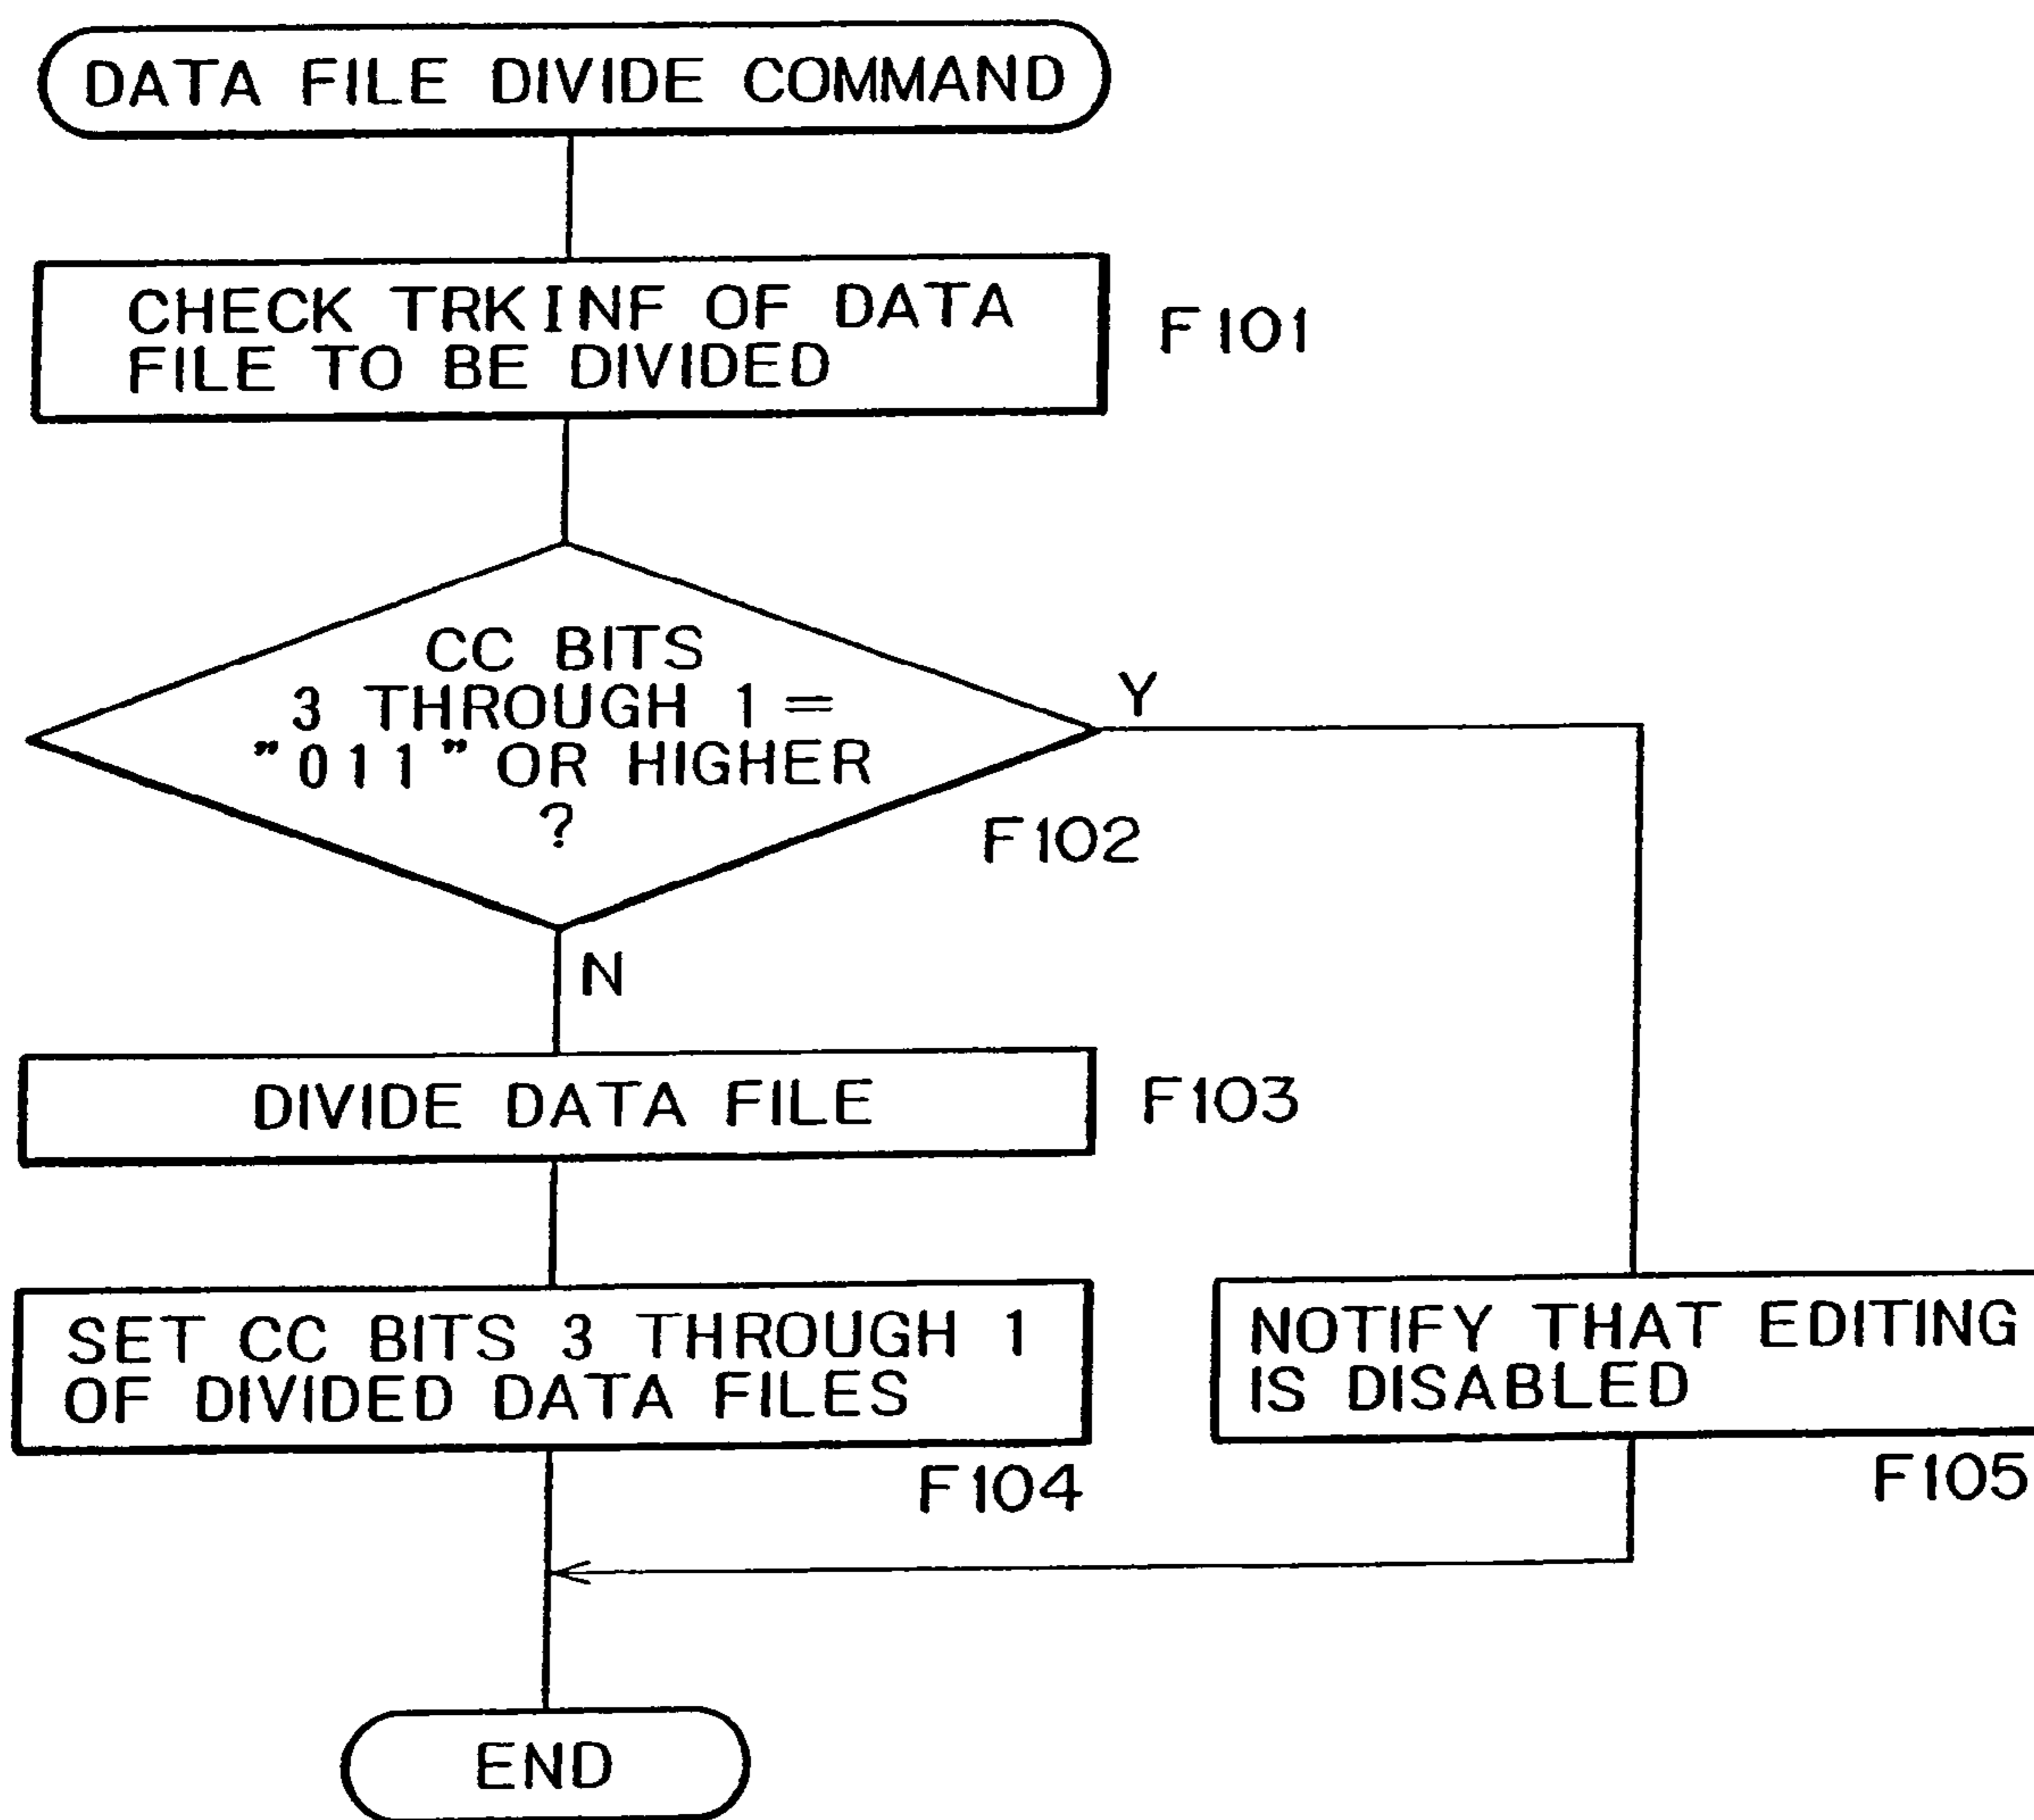 DATA FILE DIVIDE COMMAND
CHECK TRKINF OF DATA
FILE TO BE DIVIDED
F101
CC BITS
3 THROUGH 1=
"011" OR HIGHER
?
Y
F102
N
DIVIDE DATA FILE
F103
SET CC BITS 3 THROUGH 1
OF DIVIDED DATA FILES
F104
NOTIFY THAT EDITING
IS DISABLED
F105
END